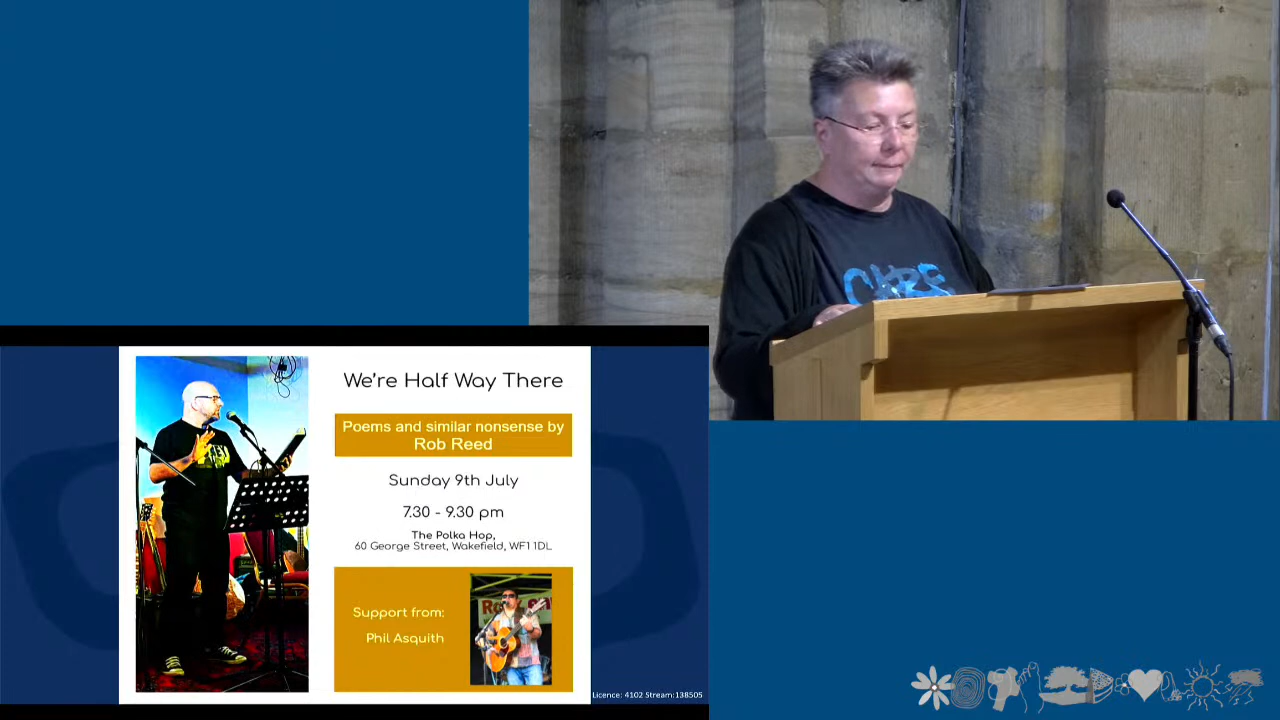 We're Half Way There
Poems and similar nonsense by
Rob Reed
Sunday 9th July
7.30 - 9.30 pm
The Polka Hop,
60 George Street, Wakefield, WF1 1DL
Support from:
Phil Asquith
Licence: 4102 Stream:138505